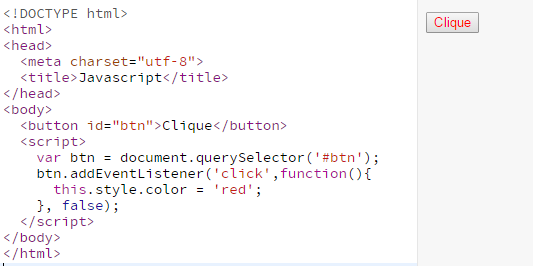 <!DOCTYPE html>
<html>
<head>
  <meta charset="utf-8">
  <title>Javascript</title>
</head>
<body>
  <button id="btn">Clique</button>
  <script>
    var btn = document.querySelector('#btn');
    btn.addEventListener('click',function(){
      this.style.color = 'red';
    }, false);
  </script>
</body>
</html>
Clique